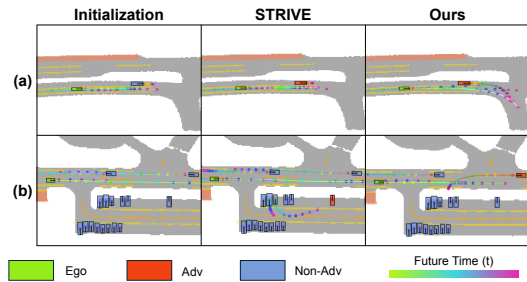 Initialization STRIVE Ours
(a)
(b)
Ego Adv Non-Adv Future Time (t)